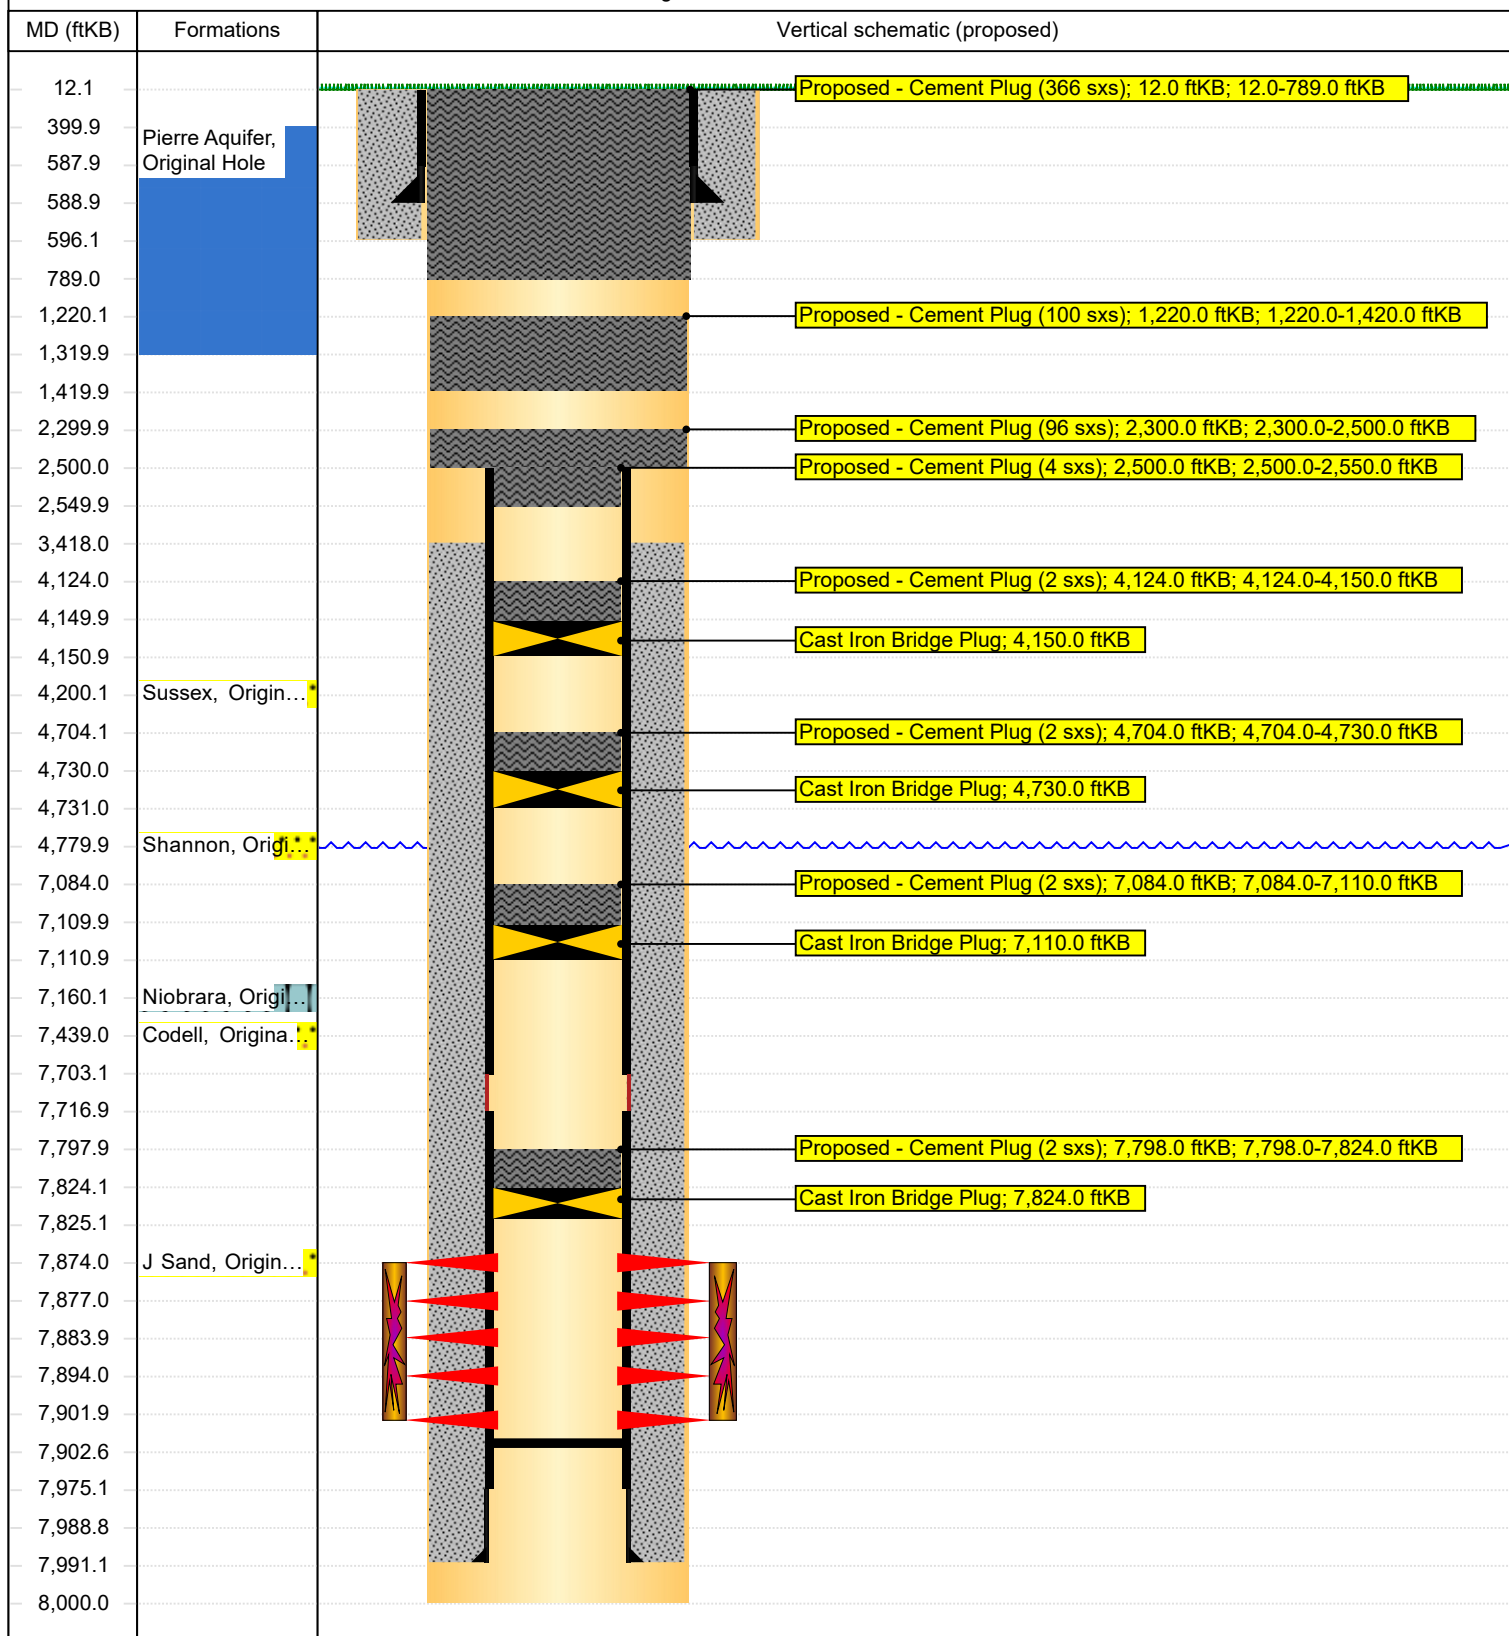 MD (ftKB) Formations Vertical schematic (proposed)
12.1 Proposed - Cement Plug (366 sxs); 12.0 ftKB; 12.0-789.0 ftKB
399.9
Pierre Aquifer,
Original Hole
587.9
588.9
596.1
789.0
1,220.1 Proposed - Cement Plug (100 sxs); 1,220.0 ftKB; 1,220.0-1,420.0 ftKB
1,319.9
1,419.9
2,299.9 Proposed - Cement Plug (96 sxs); 2,300.0 ftKB; 2,300.0-2,500.0 ftKB
2,500.0 Proposed - Cement Plug (4 sxs); 2,500.0 ftKB; 2,500.0-2,550.0 ftKB
2,549.9
3,418.0
4,124.0 Proposed - Cement Plug (2 sxs); 4,124.0 ftKB; 4,124.0-4,150.0 ftKB
4,149.9
Cast Iron Bridge Plug; 4,150.0 ftKB
4,150.9
4,200.1 Sussex, Origin...
4,704.1 Proposed - Cement Plug (2 sxs); 4,704.0 ftKB; 4,704.0-4,730.0 ftKB
4,730.0
Cast Iron Bridge Plug; 4,730.0 ftKB
4,731.0
4,779.9 Shannon, Origi...
7,084.0 Proposed - Cement Plug (2 sxs); 7,084.0 ftKB; 7,084.0-7,110.0 ftKB
7,109.9
Cast Iron Bridge Plug; 7,110.0 ftKB
7,110.9
7,160.1 Niobrara, Origi...
7,439.0 Codell, Origina...
7,703.1
7,716.9
7,797.9 Proposed - Cement Plug (2 sxs); 7,798.0 ftKB; 7,798.0-7,824.0 ftKB
7,824.1
Cast Iron Bridge Plug; 7,824.0 ftKB
7,825.1
7,874.0 J Sand, Origin...
7,877.0
7,883.9
7,894.0
7,901.9
7,902.6
7,975.1
7,988.8
7,991.1
8,000.0